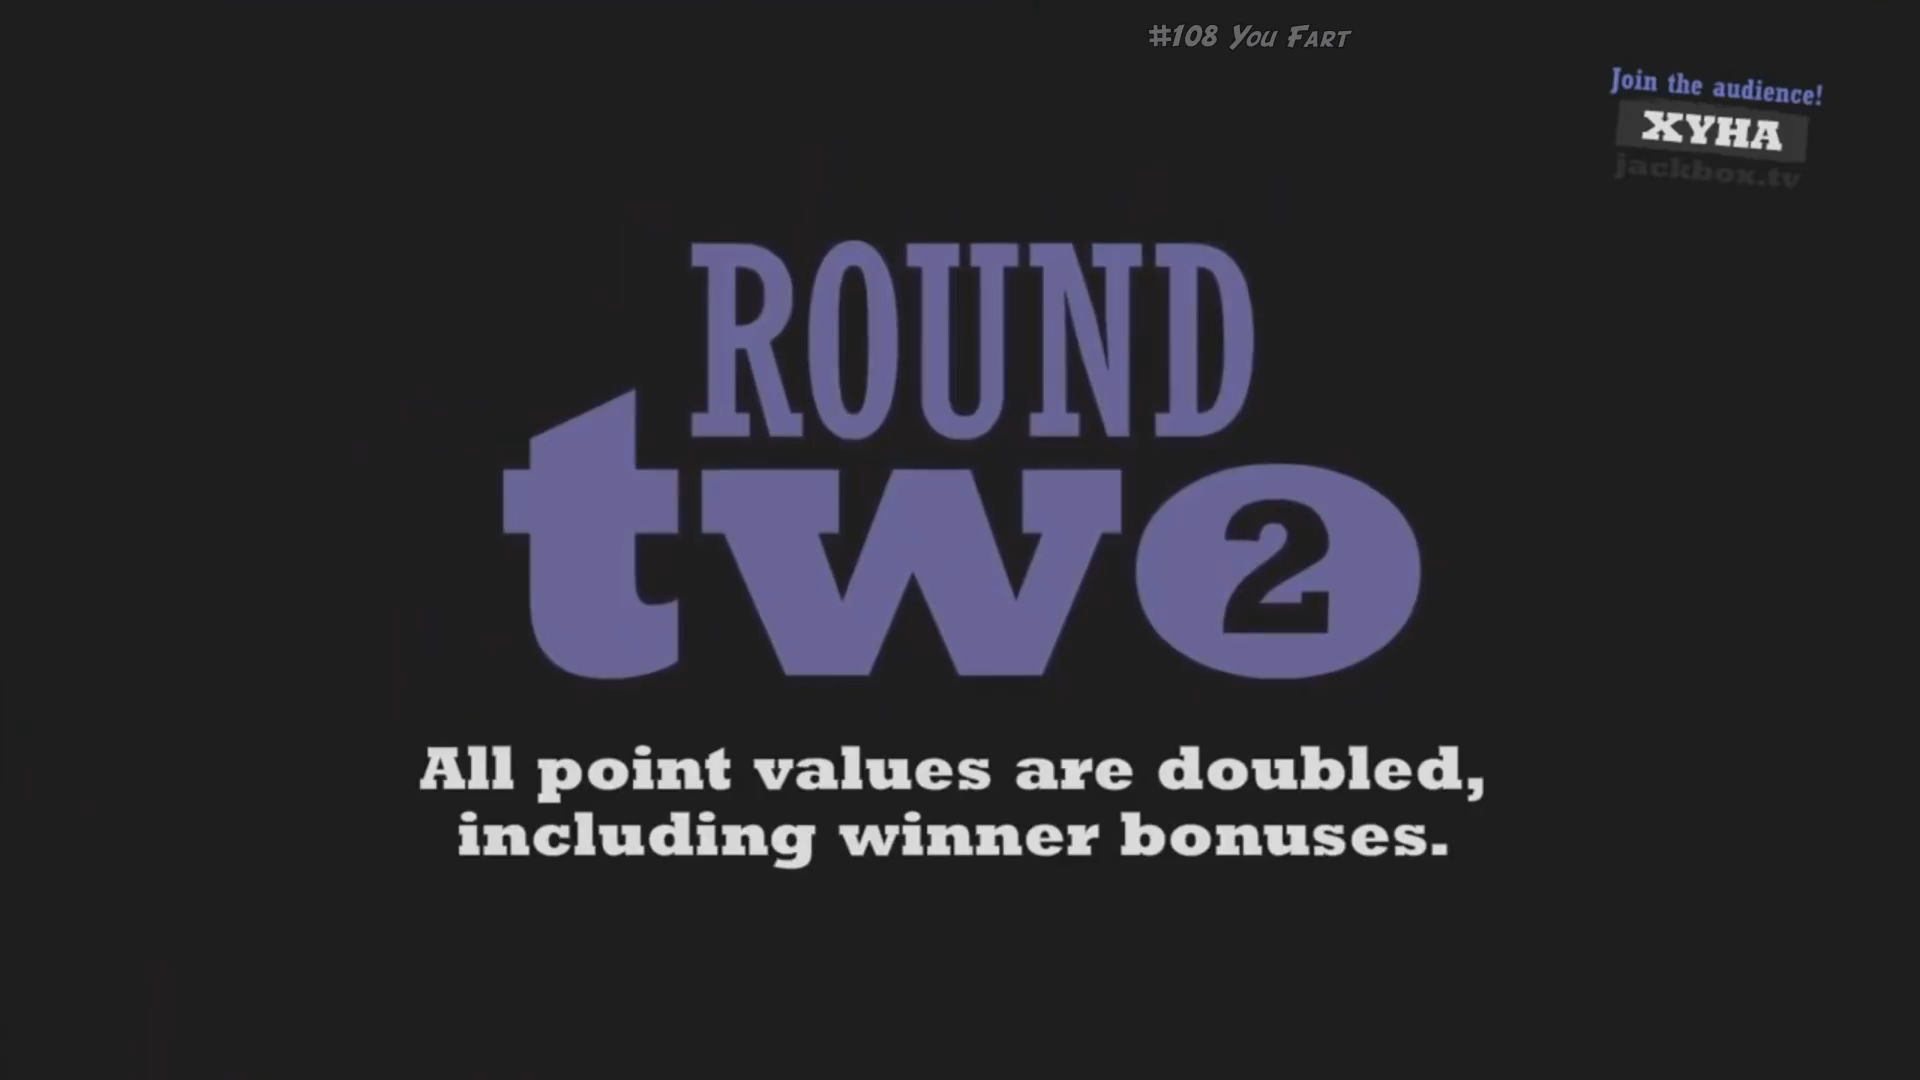 #108 You Fart
Join the audience!
XYHA
jackbox.tv
ROUND
two
2
All point values are doubled,
including winner bonuses.